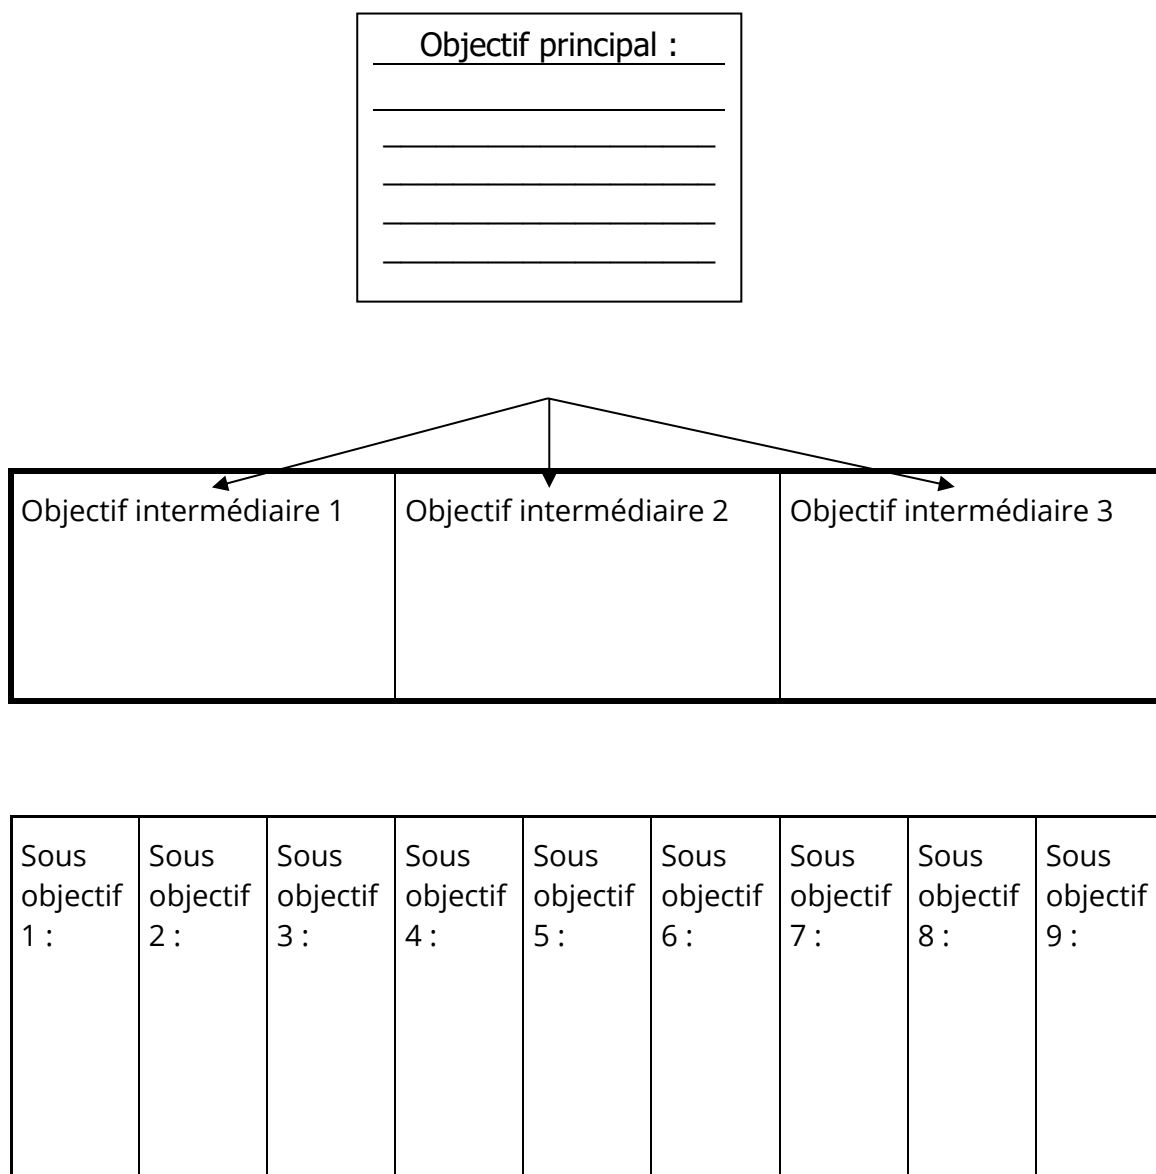 Objectif principal :
Objectif intermédiaire 1
Objectif intermédiaire 2
Objectif intermédiaire 3
Sous
objectif
1 :
Sous
objectif
2 :
Sous
objectif
3 :
Sous
objectif
4 :
Sous
objectif
5 :
Sous
objectif
6 :
Sous
objectif
7 :
Sous
objectif
8 :
Sous
objectif
9 :